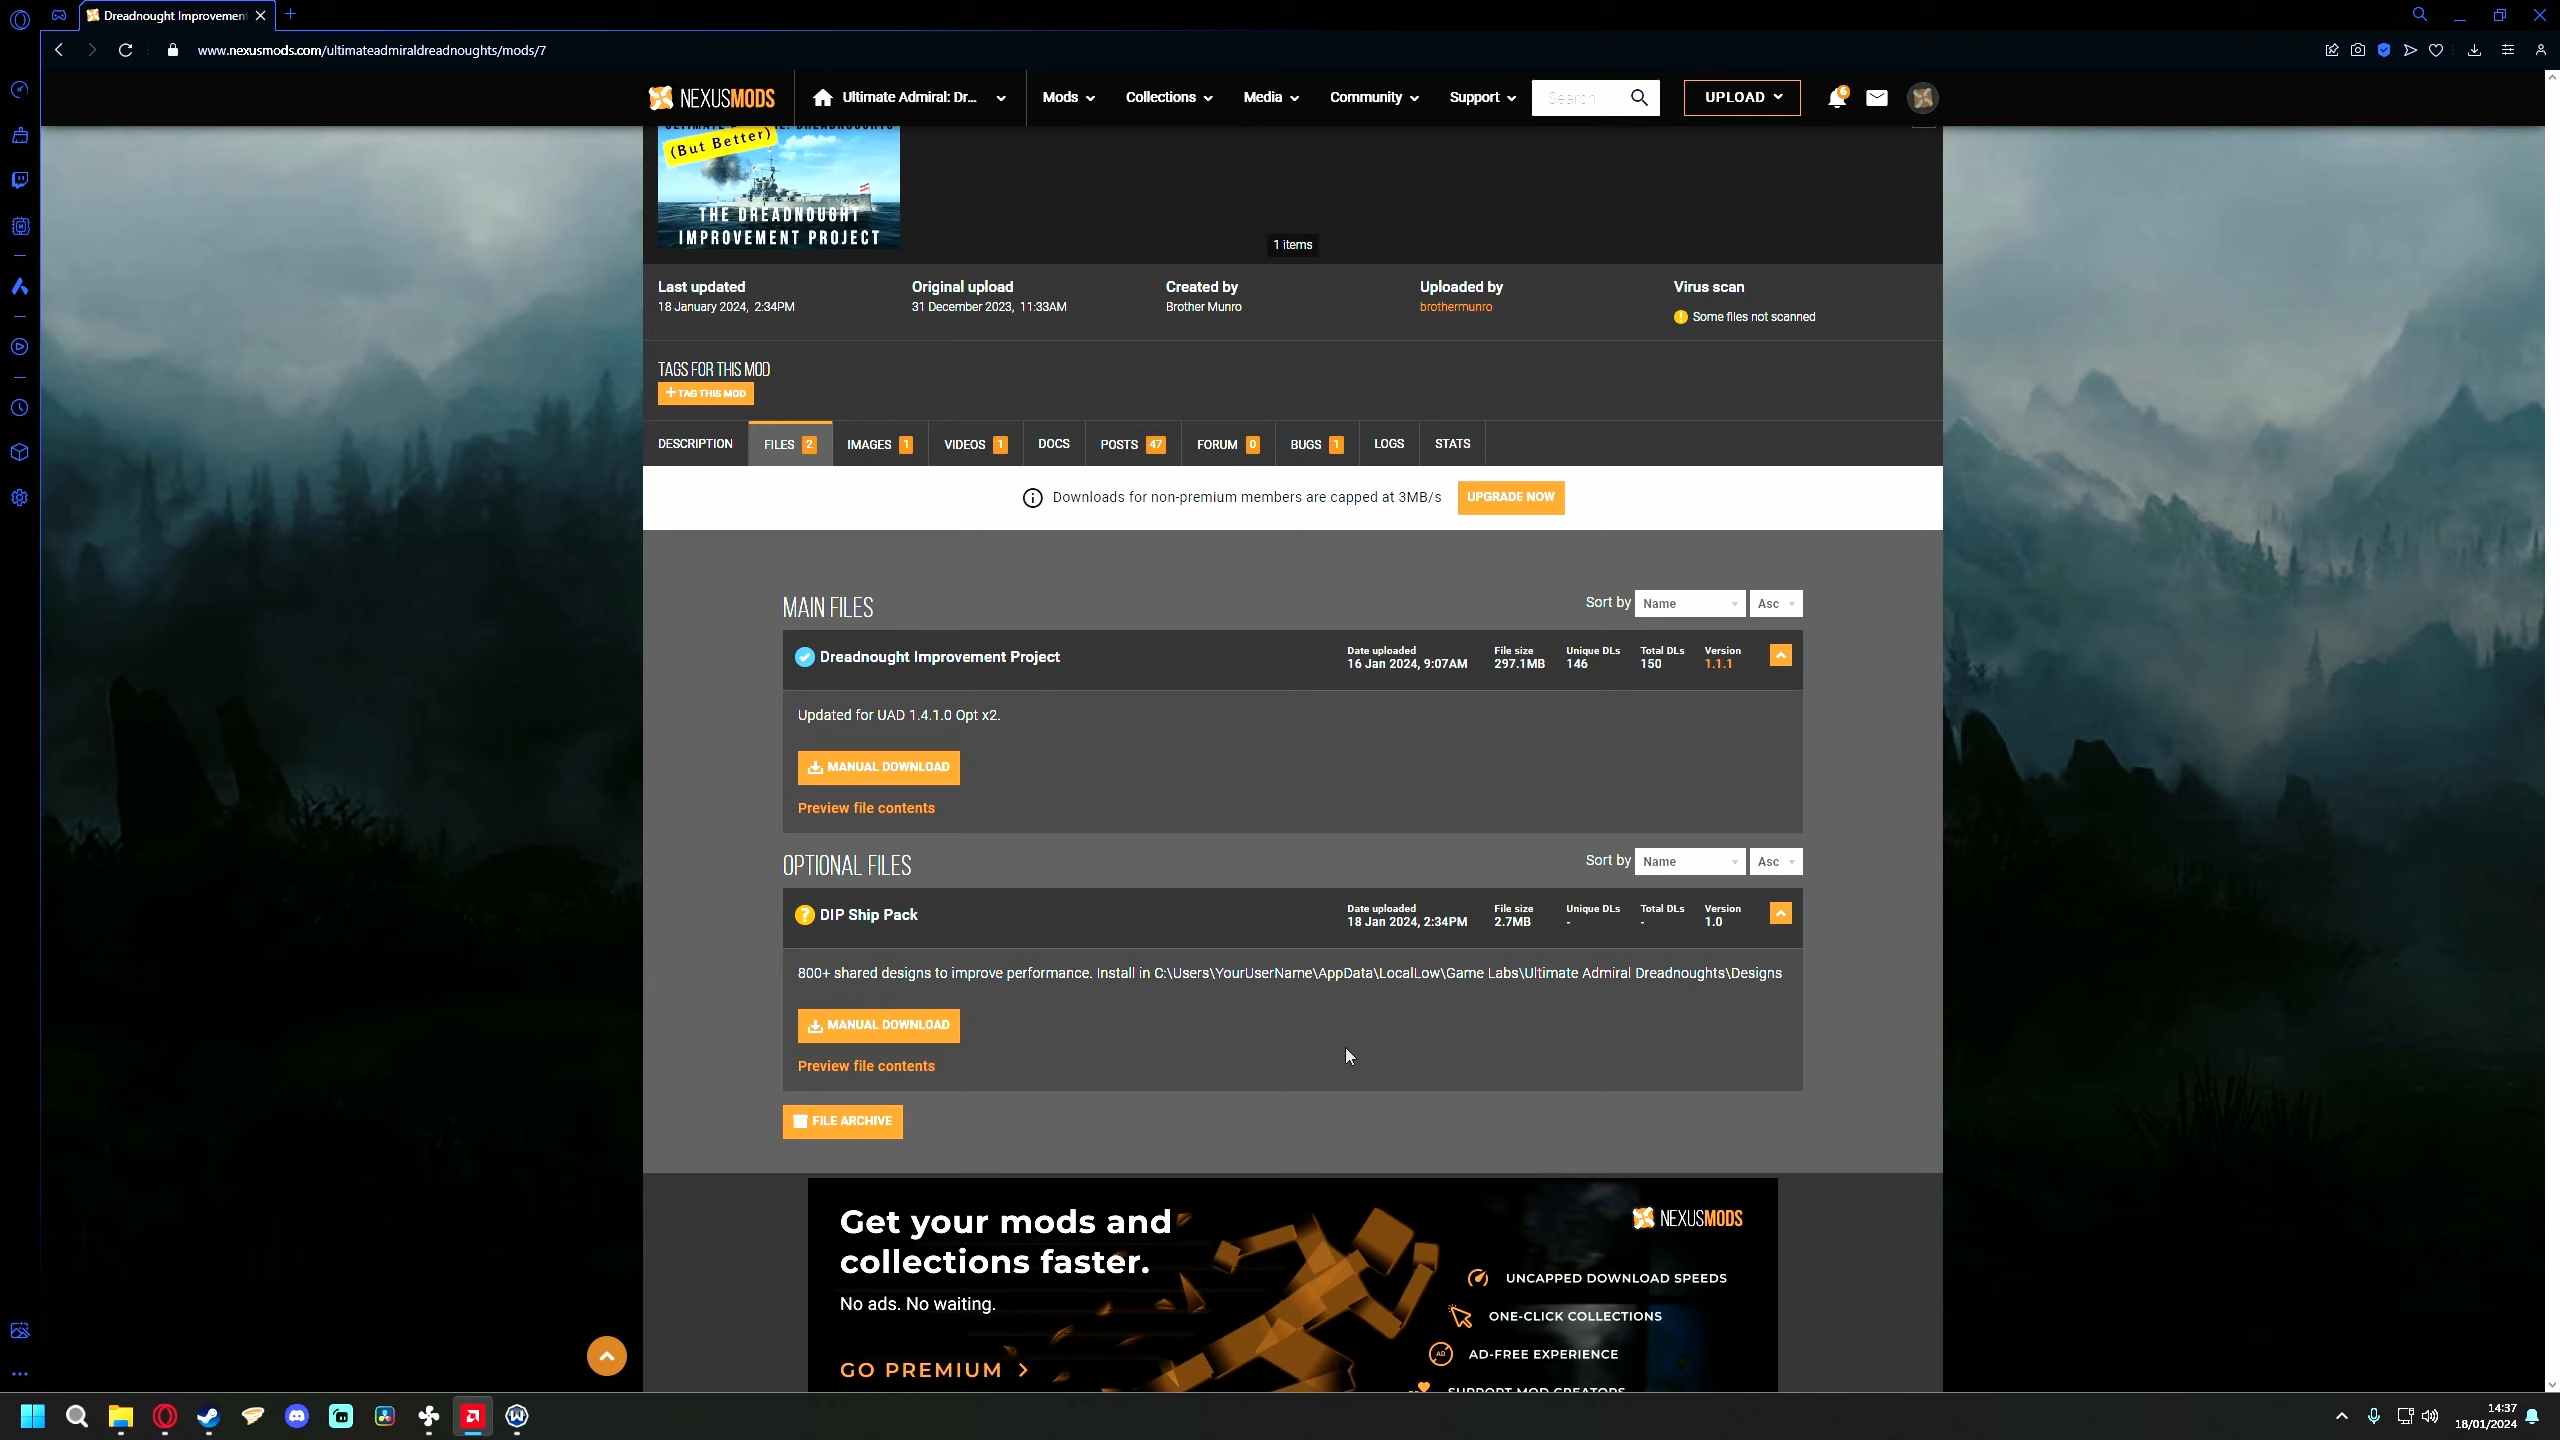 Dreadnought Improvement
www.nexusmods.com/ultimateadmiraldreadnoughts/mods/7
NEXUSMODS
Ultimate Admiral: Dr...
Mods
Collections
Media
Community
Support
Search
UPLOAD
6
(But Better)
THE DREADNOUGHT
IMPROVEMENT PROJECT
1 items
Last updated
18 January 2024, 2:34PM
Original upload
31 December 2023, 11:33AM
Created by
Brother Munro
Uploaded by
brothermunro
Virus scan
Some files not scanned
TAGS FOR THIS MOD
TAG THIS MOD
DESCRIPTION
FILES 2
IMAGES 1
VIDEOS 1
DOCS
POSTS 47
FORUM 0
BUGS 1
LOGS
STATS
Downloads for non-premium members are capped at 3MB/s
UPGRADE NOW
MAIN FILES
Sort by Name Asc
Dreadnought Improvement Project
Date uploaded
16 Jan 2024, 9:07AM
File size
297.1MB
Unique DLs
146
Total DLs
150
Version
1.1.1
Updated for UAD 1.4.1.0 Opt x2.
MANUAL DOWNLOAD
Preview file contents
OPTIONAL FILES
Sort by Name Asc
DIP Ship Pack
Date uploaded
18 Jan 2024, 2:34PM
File size
2.7MB
Unique DLs
-
Total DLs
-
Version
1.0
800+ shared designs to improve performance. Install in C:\Users\YourUserName\AppData\LocalLow\Game Labs\Ultimate Admiral Dreadnoughts\Designs
MANUAL DOWNLOAD
Preview file contents
FILE ARCHIVE
Get your mods and
collections faster.
No ads. No waiting.
GO PREMIUM
NEXUSMODS
UNCAPPED DOWNLOAD SPEEDS
ONE-CLICK COLLECTIONS
AD-FREE EXPERIENCE
SUPPORT MOD CREATORS
14:37
18/01/2024